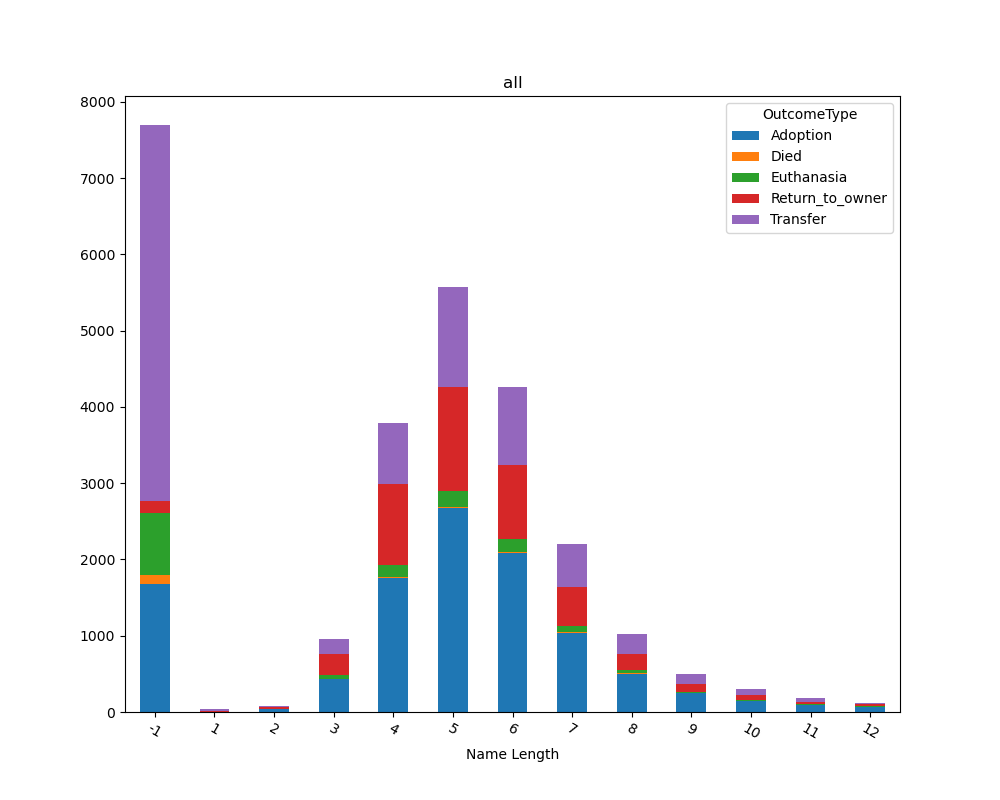 all
8000
7000
6000
5000
4000
3000
2000
1000
0
OutcomeType
Adoption
Died
Euthanasia
Return_to_owner
Transfer
-1 1 2 3 4 5 6 7 8 9 10 11 12
Name Length